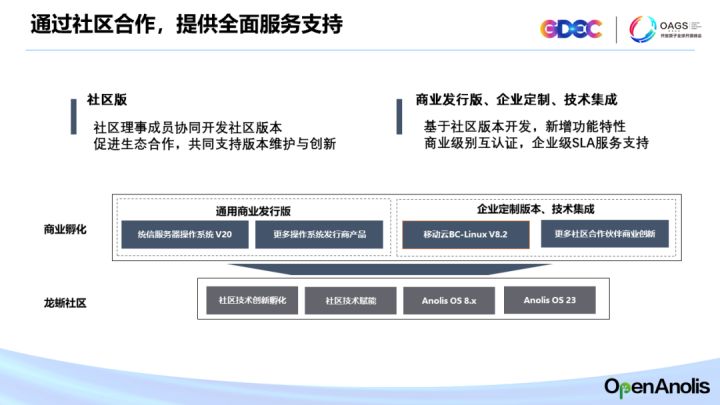 通过社区合作，提供全面服务支持
GDEC
OAGS
社区版
社区理事成员协同开发社区版本
促进生态合作，共同支持版本维护与创新
商业发行版、企业定制、技术集成
基于社区版本开发，新增功能特性
商业级别互认证，企业级SLA服务支持
商业孵化
通用商业发行版
统信服务器操作系统 V20
更多操作系统发行商产品
企业定制版本、技术集成
移动云BC-Linux V8.2
更多社区合作伙伴商业创新
龙蜥社区
社区技术创新孵化
社区技术赋能
Anolis OS 8.x
Anolis OS 23
OpenAnolis